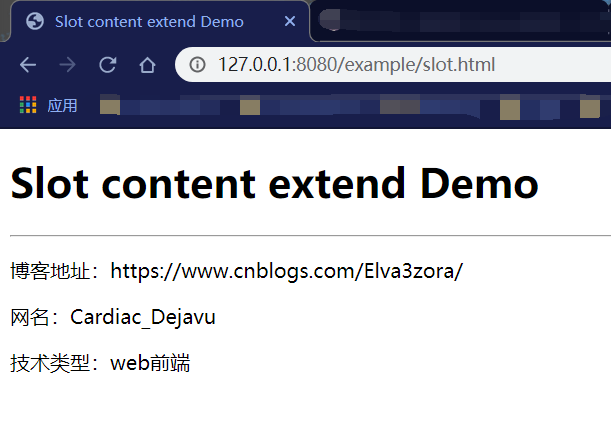 Slot content extend Demo
127.0.0.1:8080/example/slot.html
应用
Slot content extend Demo
博客地址：https://www.cnblogs.com/Elva3zora/
网名：Cardiac_Dejavu
技术类型：web前端